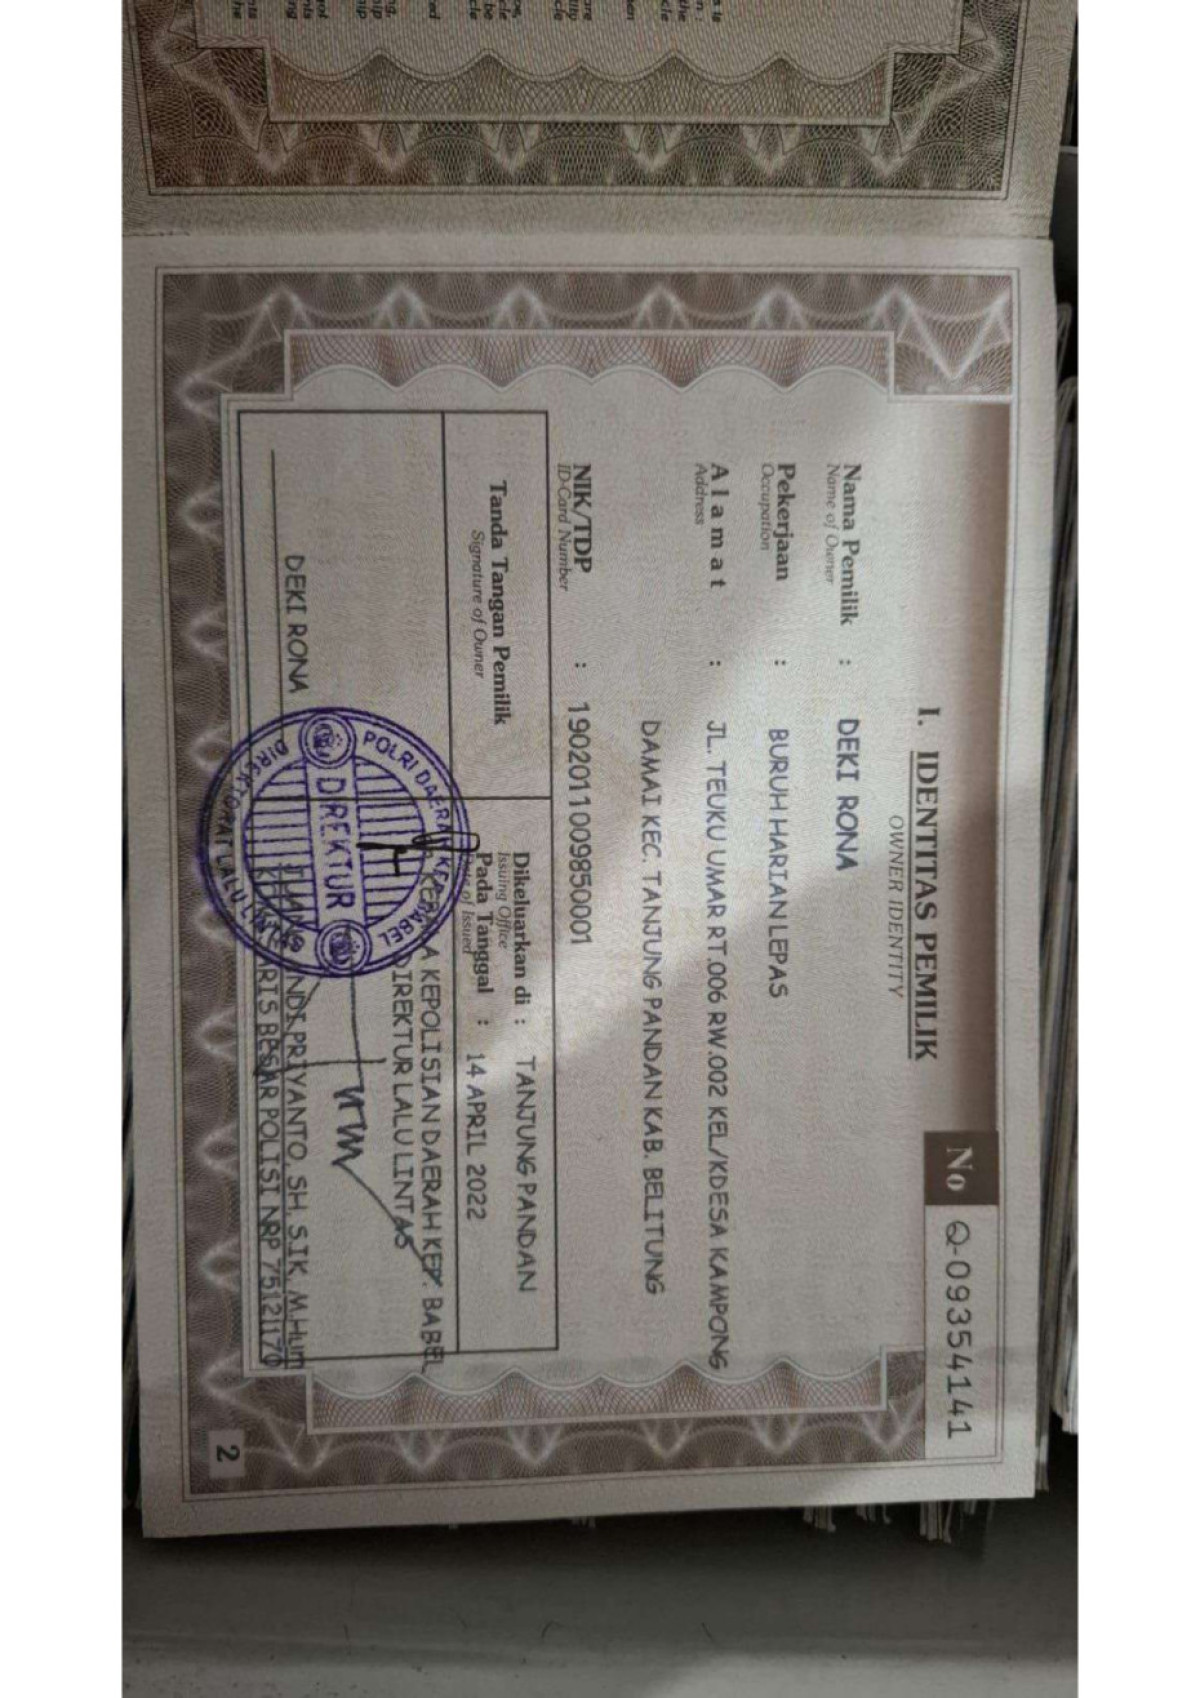 I. IDENTITAS PEMILIK
OWNER IDENTITY
No Q-09354141
Nama Pemilik : DEKI RONA
Name of Owner
Pekerjaan : BURUH HARIAN LEPAS
Occupation
Alamat : JL. TEUKU UMAR RT.006 RW.002 KEL/KDESA KAMPONG
Address
DAMAI KEC. TANJUNG PANDAN KAB. BELITUNG
NIK/TDP : 1902011009850001
ID-Card Number
Tanda Tangan Pemilik
Signature of Owner
Dikeluarkan di : TANJUNG PANDAN
Issuing Office
Pada Tanggal : 14 APRIL 2022
of Issued
KEPOLISIAN DAERAH KEP. BABEL
DIREKTUR LALU LINTAS
DEKI RONA
PRIYANTO, SH, S.IK, M.Hum
BESAR POLISI NRP 75121170
POLRI DAERAH KEP. BABEL
DIREKTUR
DIREKTORAT LALU LINTAS
2